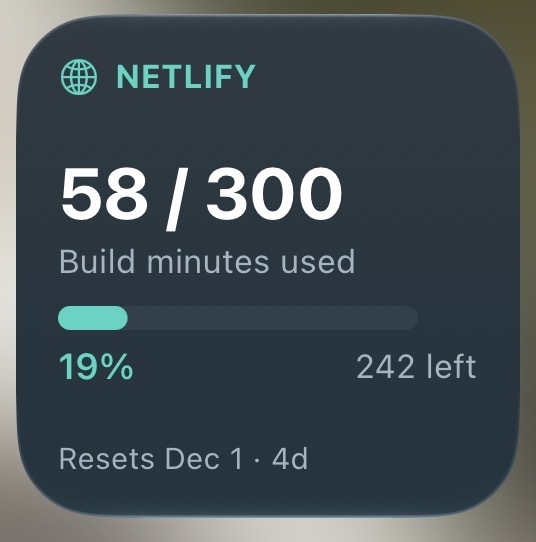 NETLIFY
58 / 300
Build minutes used
19% 242 left
Resets Dec 1 · 4d